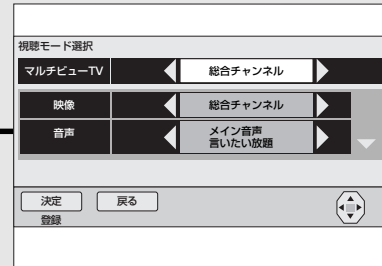 視聴モード選択
マルチビューTV 総合チャンネル
映像 総合チャンネル
音声 メイン音声
言いたい放題
決定 戻る
登録